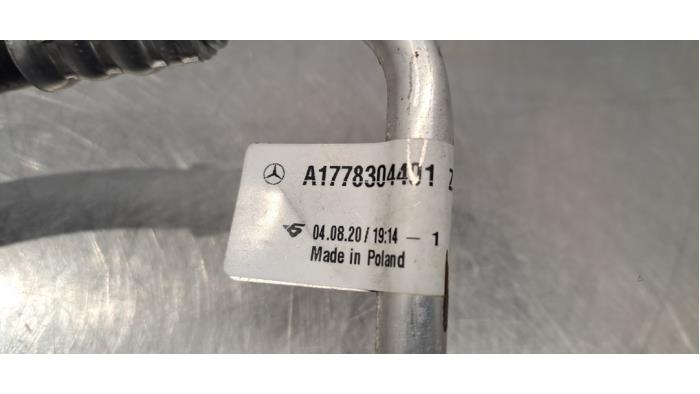 A1778304401 Z
04.08.20 / 19:14 - 1
Made in Poland